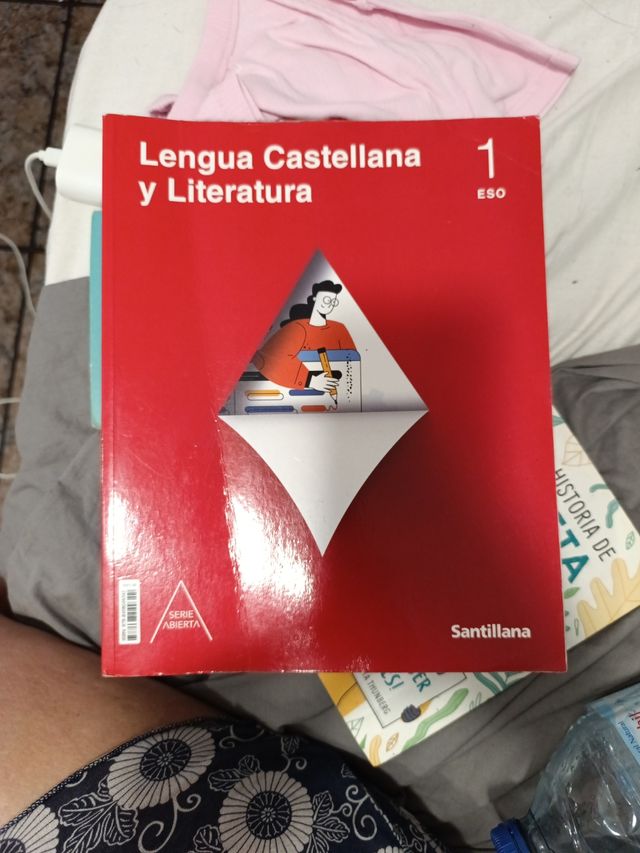 Lengua Castellana
y Literatura
1
ESO
SERIE
ABIERTA
Santillana
HISTORIA DE